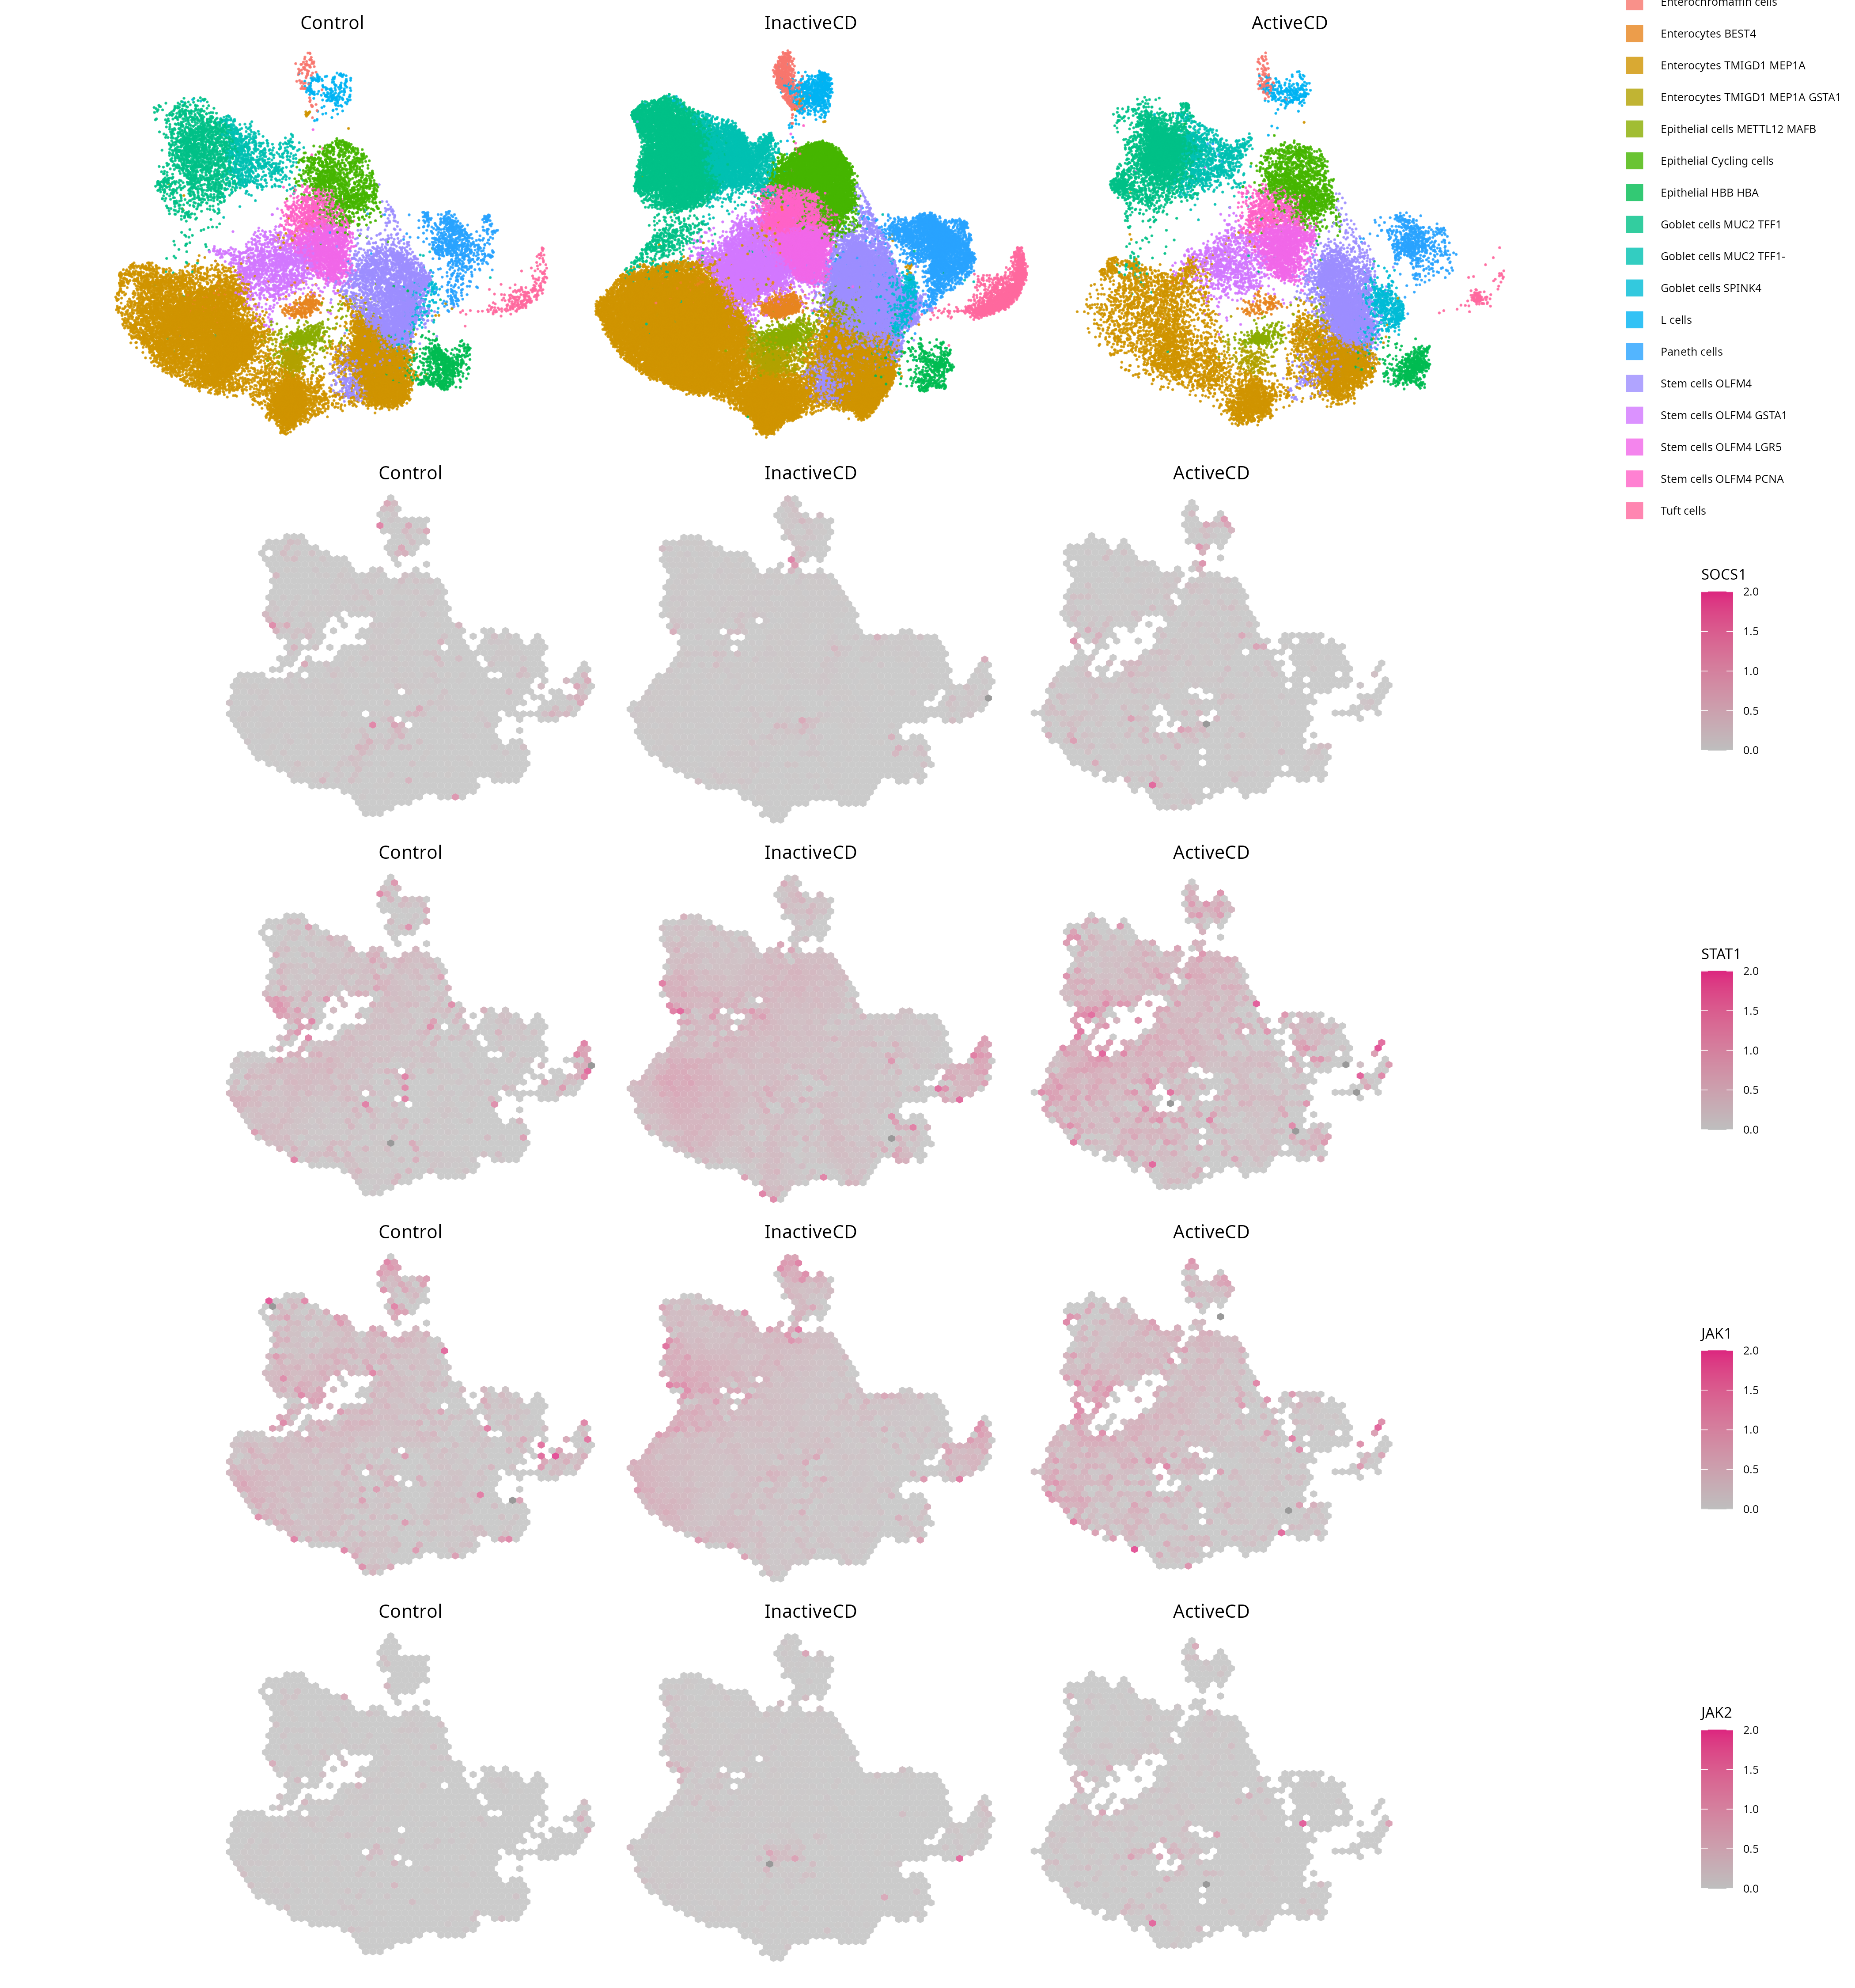 Control
InactiveCD
ActiveCD
Enterochromaffin cells
Enterocytes BEST4
Enterocytes TMIGD1 MEP1A
Enterocytes TMIGD1 MEP1A GSTA1
Epithelial cells METTL12 MAFB
Epithelial Cycling cells
Epithelial HBB HBA
Goblet cells MUC2 TFF1
Goblet cells MUC2 TFF1-
Goblet cells SPINK4
L cells
Paneth cells
Stem cells OLFM4
Stem cells OLFM4 GSTA1
Stem cells OLFM4 LGR5
Stem cells OLFM4 PCNA
Tuft cells
Control
InactiveCD
ActiveCD
SOCS1
2.0
1.5
1.0
0.5
0.0
Control
InactiveCD
ActiveCD
STAT1
2.0
1.5
1.0
0.5
0.0
Control
InactiveCD
ActiveCD
JAK1
2.0
1.5
1.0
0.5
0.0
Control
InactiveCD
ActiveCD
JAK2
2.0
1.5
1.0
0.5
0.0